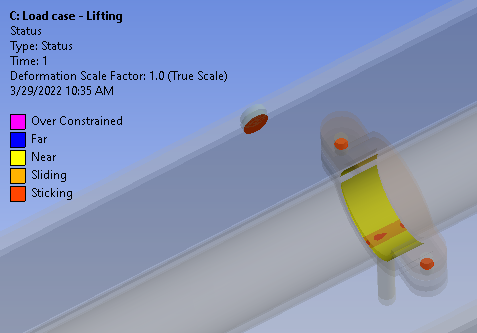 C: Load case - Lifting
Status
Type: Status
Time: 1
Deformation Scale Factor: 1.0 (True Scale)
3/29/2022 10:35 AM
Over Constrained
Far
Near
Sliding
Sticking